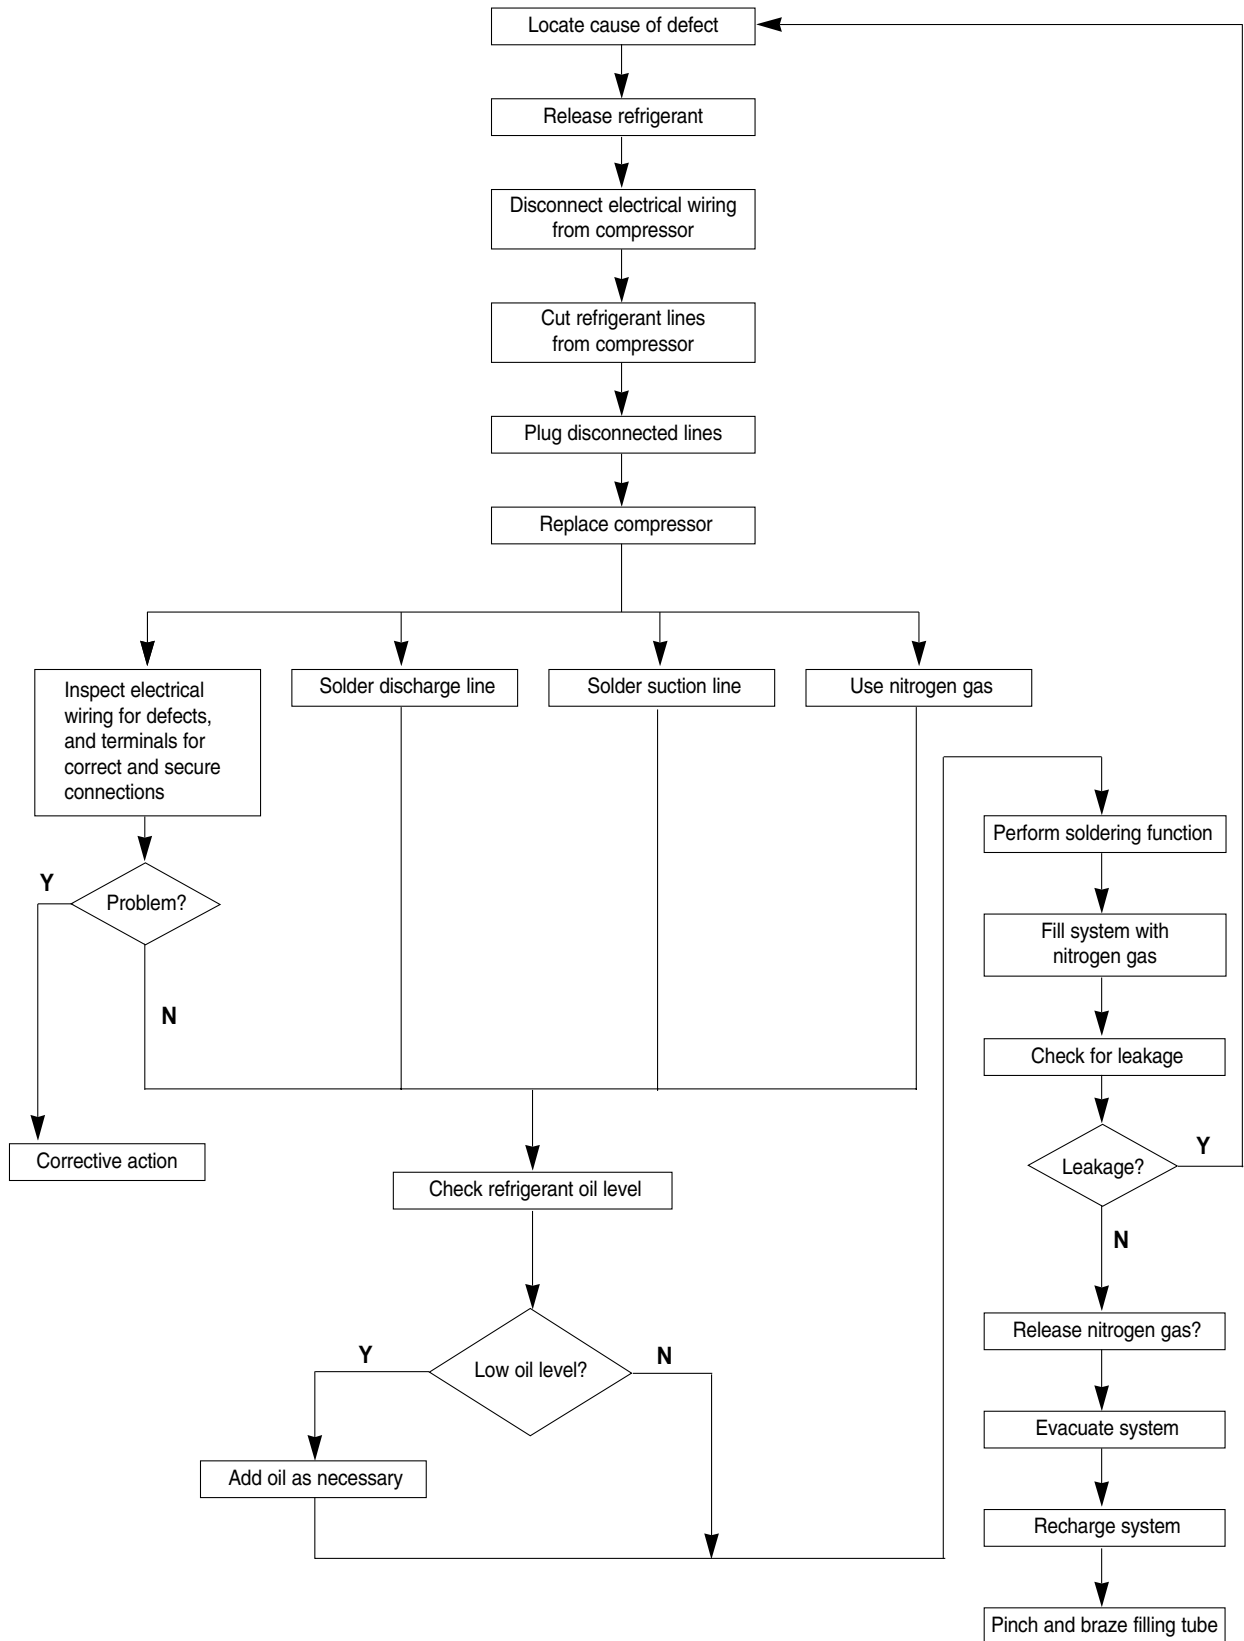 Locate cause of defect
Release refrigerant
Disconnect electrical wiring
from compressor
Cut refrigerant lines
from compressor
Plug disconnected lines
Replace compressor
Inspect electrical
wiring for defects,
and terminals for
correct and secure
connections
Solder discharge line
Solder suction line
Use nitrogen gas
Problem?
Y
N
Corrective action
Check refrigerant oil level
Low oil level?
Y
N
Add oil as necessary
Perform soldering function
Fill system with
nitrogen gas
Check for leakage
Leakage?
Y
N
Release nitrogen gas?
Evacuate system
Recharge system
Pinch and braze filling tube